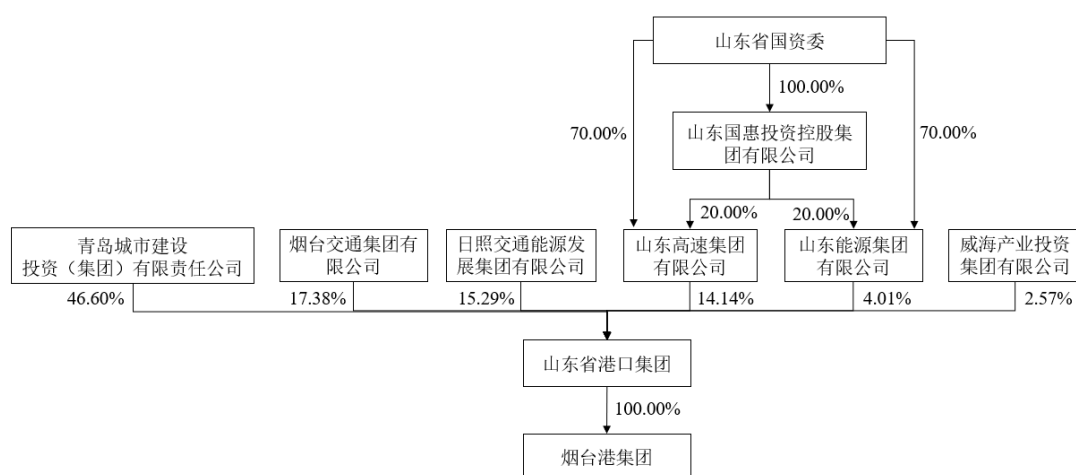 山东省国资委
100.00%
70.00%
山东国惠投资控股集
团有限公司
70.00%
20.00%
20.00%
青岛城市建设
投资（集团）有限责任公司
烟台交通集团有
限公司
日照交通能源发
展集团有限公司
山东高速集团
有限公司
山东能源集团
有限公司
威海产业投资
集团有限公司
46.60%
17.38%
15.29%
14.14%
4.01%
2.57%
山东省港口集团
100.00%
烟台港集团